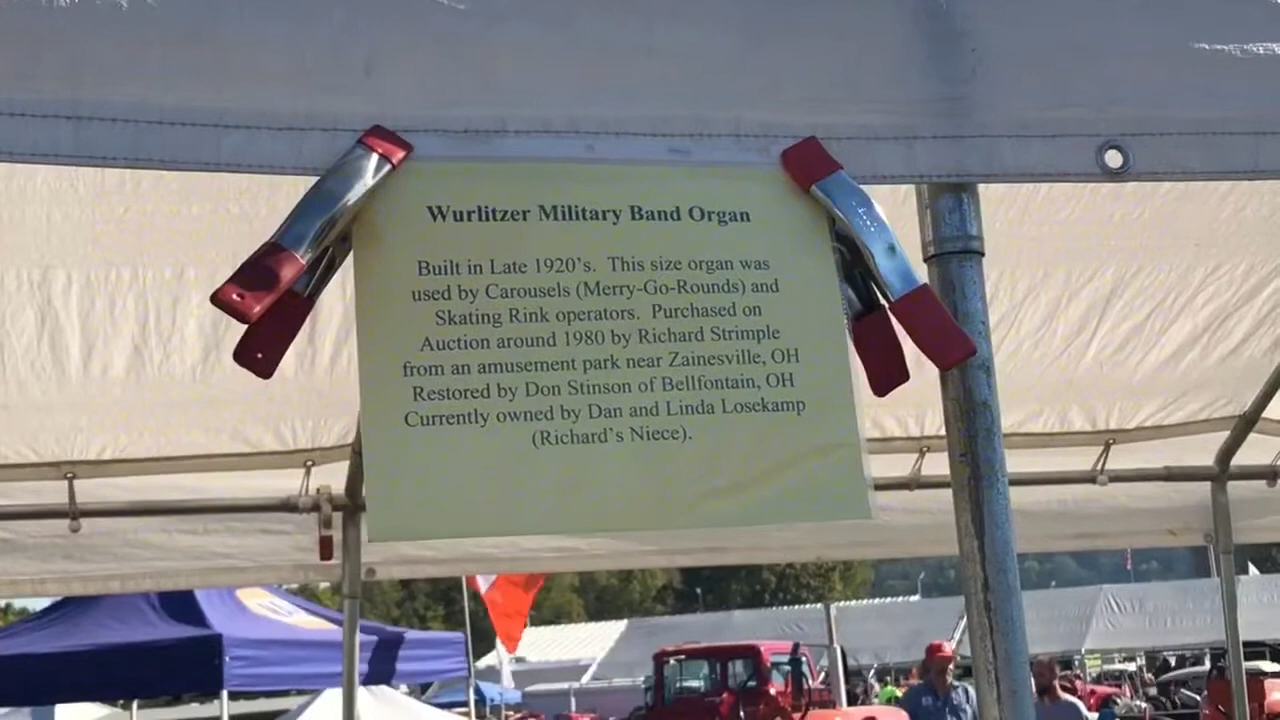 Wurlitzer Military Band Organ
Built in Late 1920's. This size organ was
used by Carousels (Merry-Go-Rounds) and
Skating Rink operators. Purchased on
Auction around 1980 by Richard Strimple
from an amusement park near Zainesville, OH
Restored by Don Stinson of Bellfontain, OH
Currently owned by Dan and Linda Losekamp
(Richard's Niece).